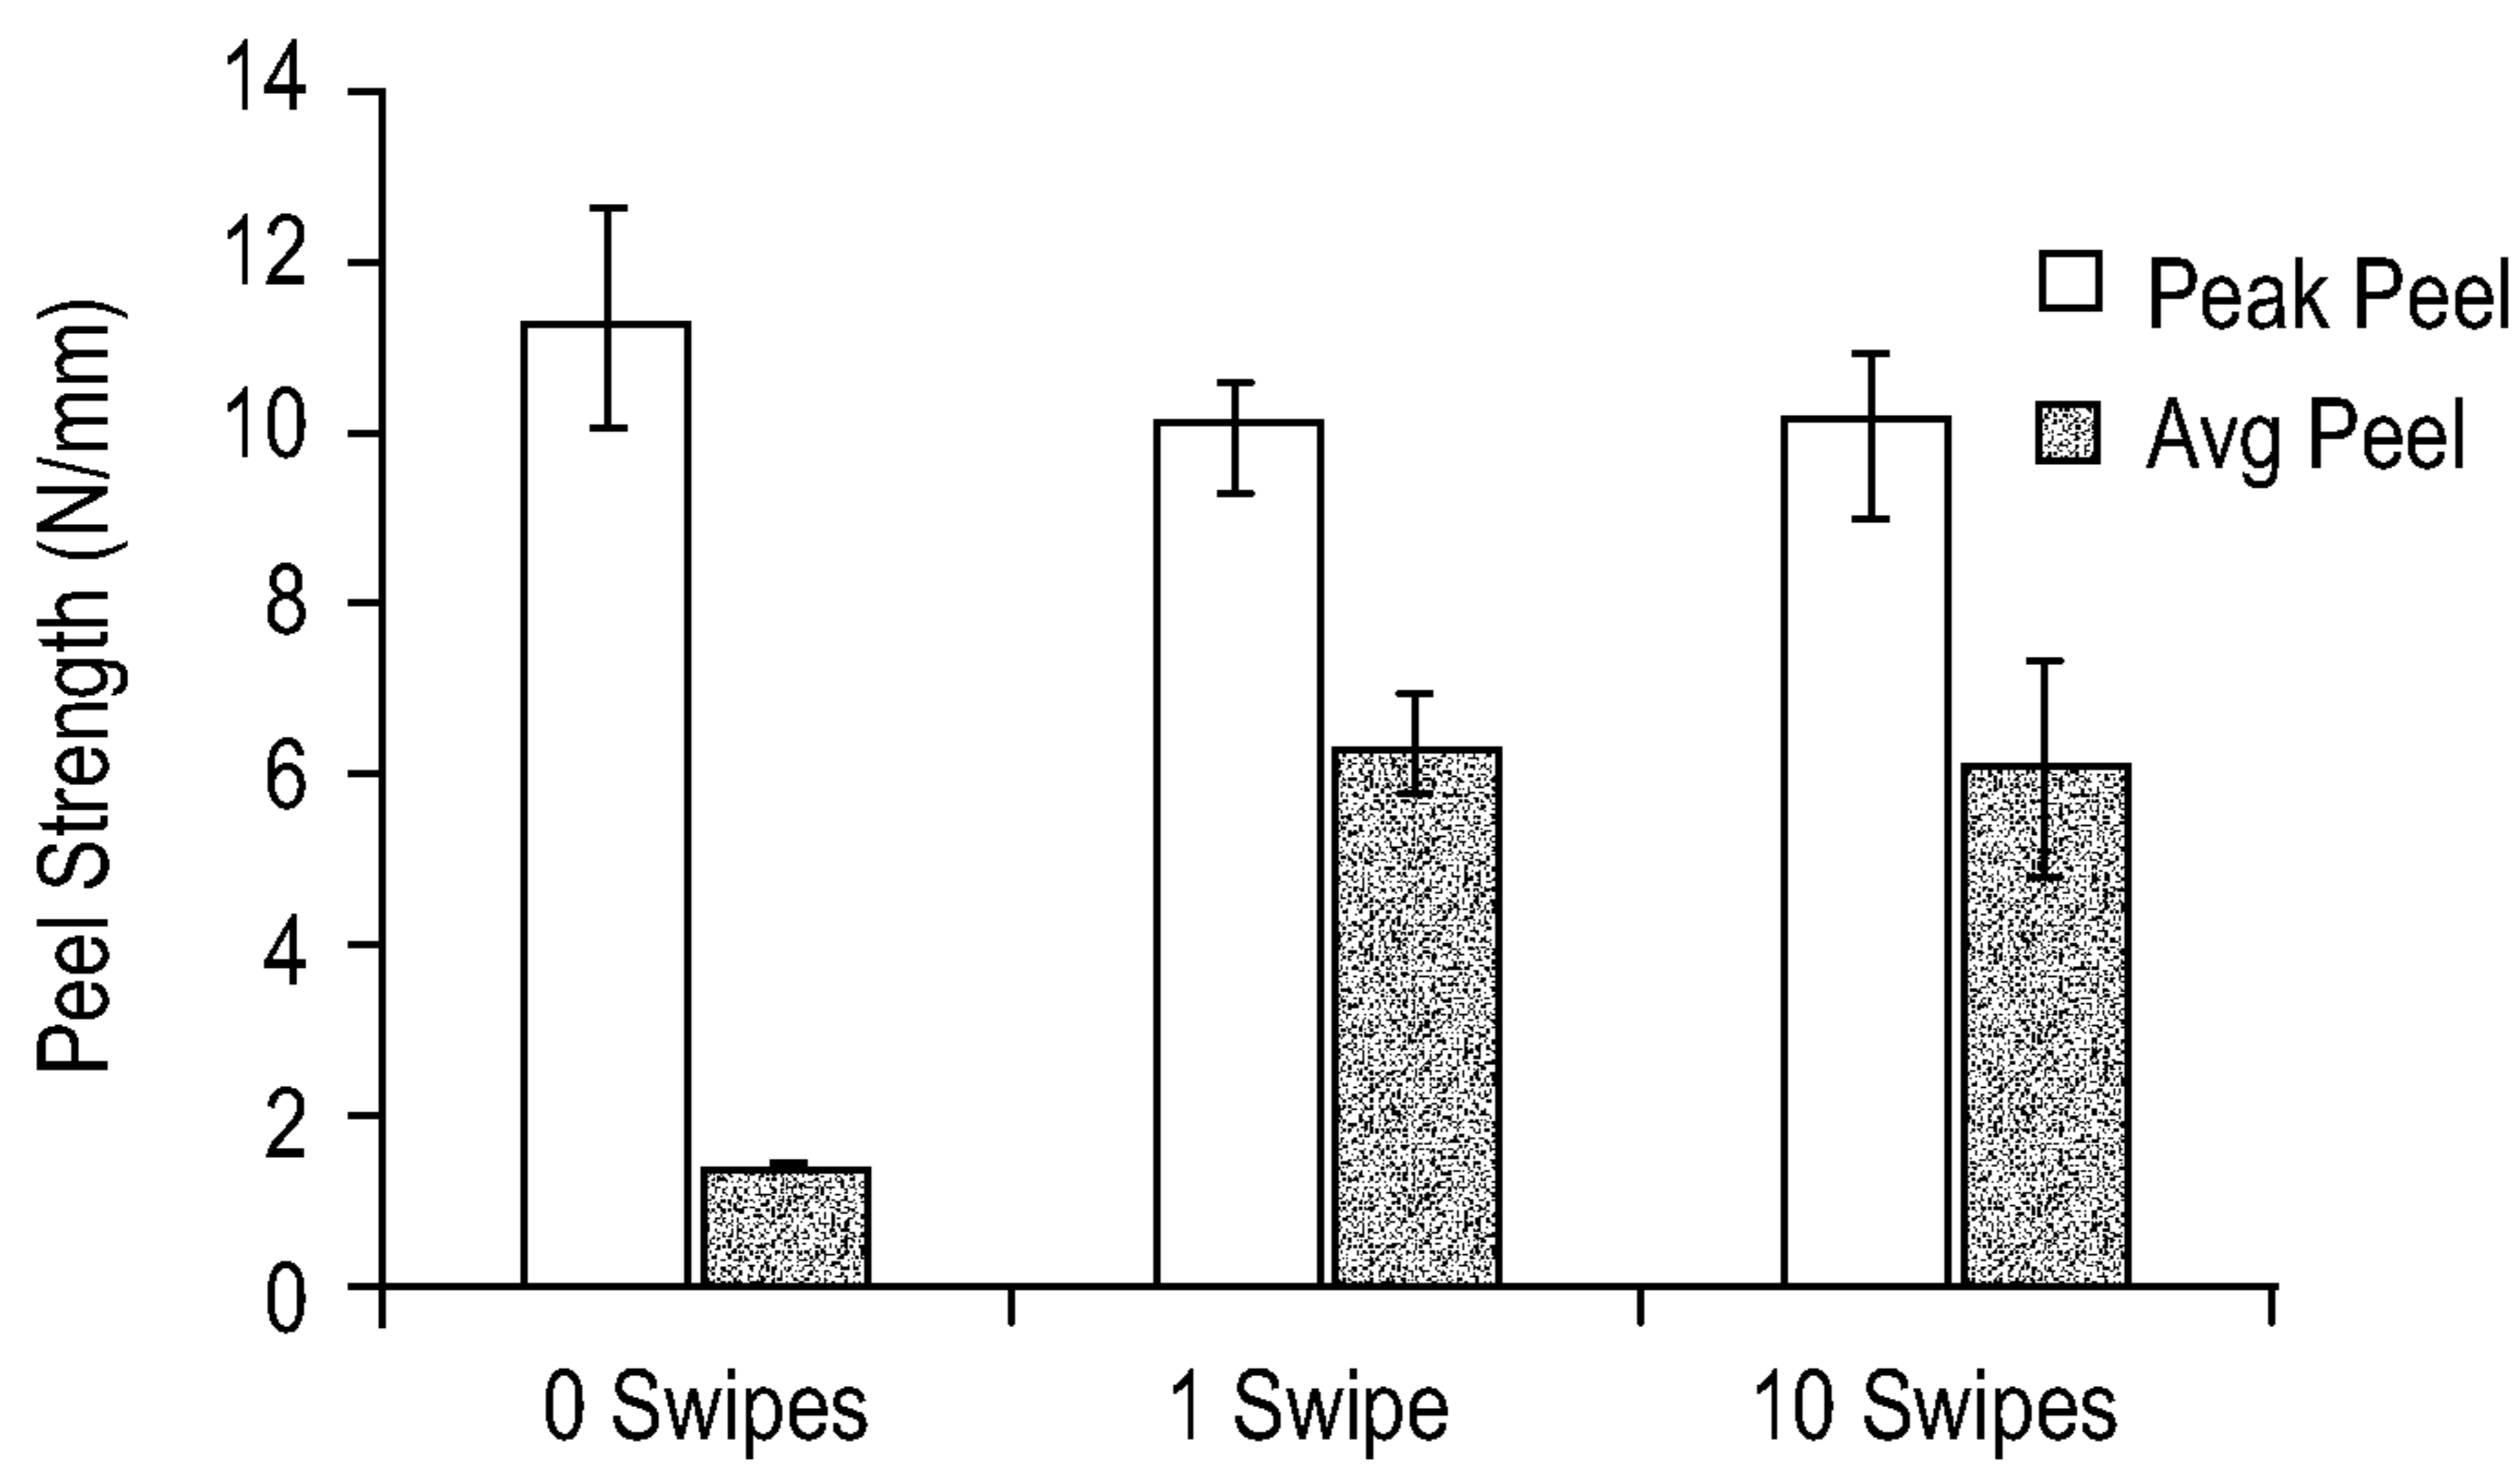 Peel Strength (N/mm)
14
12
10
8
6
4
2
0
0 Swipes
1 Swipe
10 Swipes
Peak Peel
Avg Peel